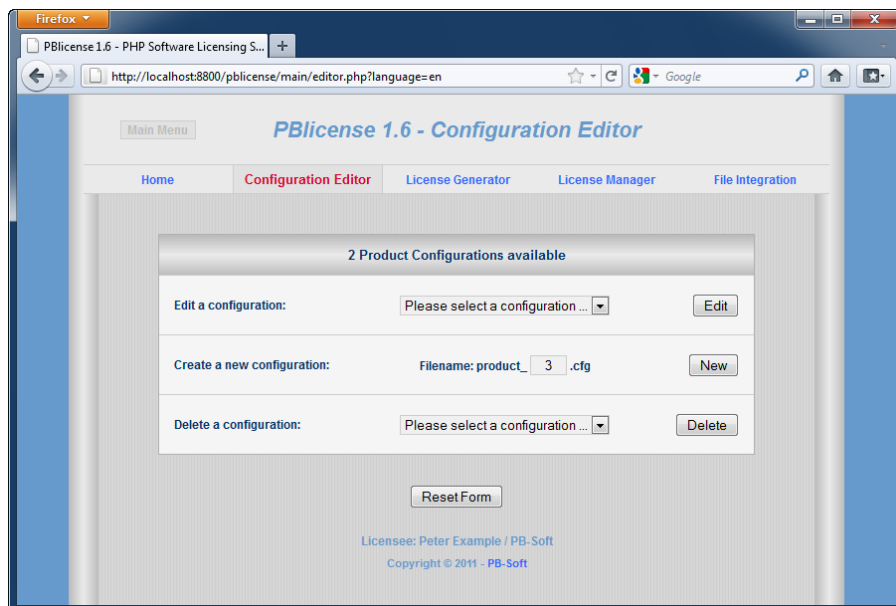 Firefox
PBlicense 1.6 - PHP Software Licensing S...
http://localhost:8800/pblicense/main/editor.php?language=en
Google
Main Menu
PBlicense 1.6 - Configuration Editor
Home Configuration Editor License Generator License Manager File Integration
2 Product Configurations available
Edit a configuration: Please select a configuration ... Edit
Create a new configuration: Filename: product_ 3 .cfg New
Delete a configuration: Please select a configuration ... Delete
Reset Form
Licensee: Peter Example / PB-Soft
Copyright © 2011 - PB-Soft